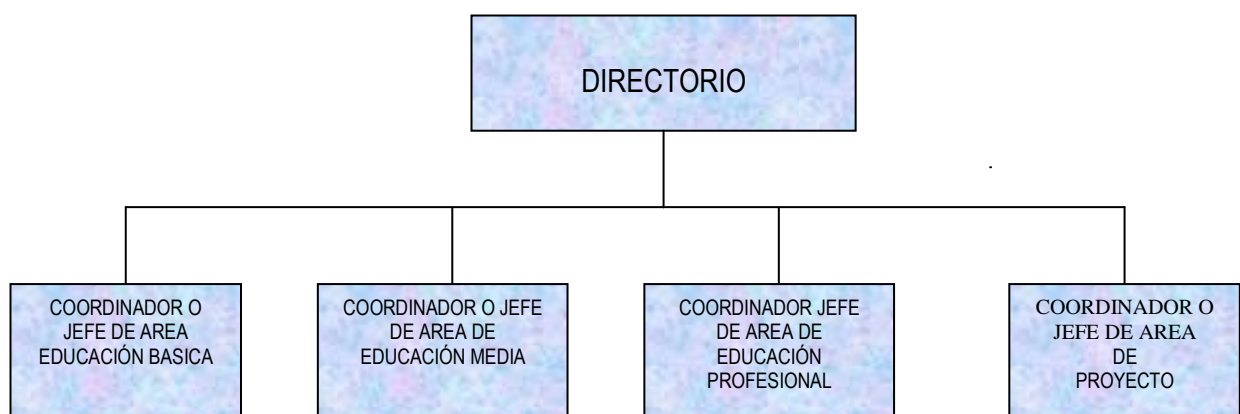 DIRECTORIO
COORDINADOR O
JEFE DE AREA
EDUCACIÓN BASICA
COORDINADOR O JEFE
DE AREA DE
EDUCACIÓN MEDIA
COORDINADOR JEFE
DE AREA DE
EDUCACIÓN
PROFESIONAL
COORDINADOR O
JEFE DE AREA
DE
PROYECTO